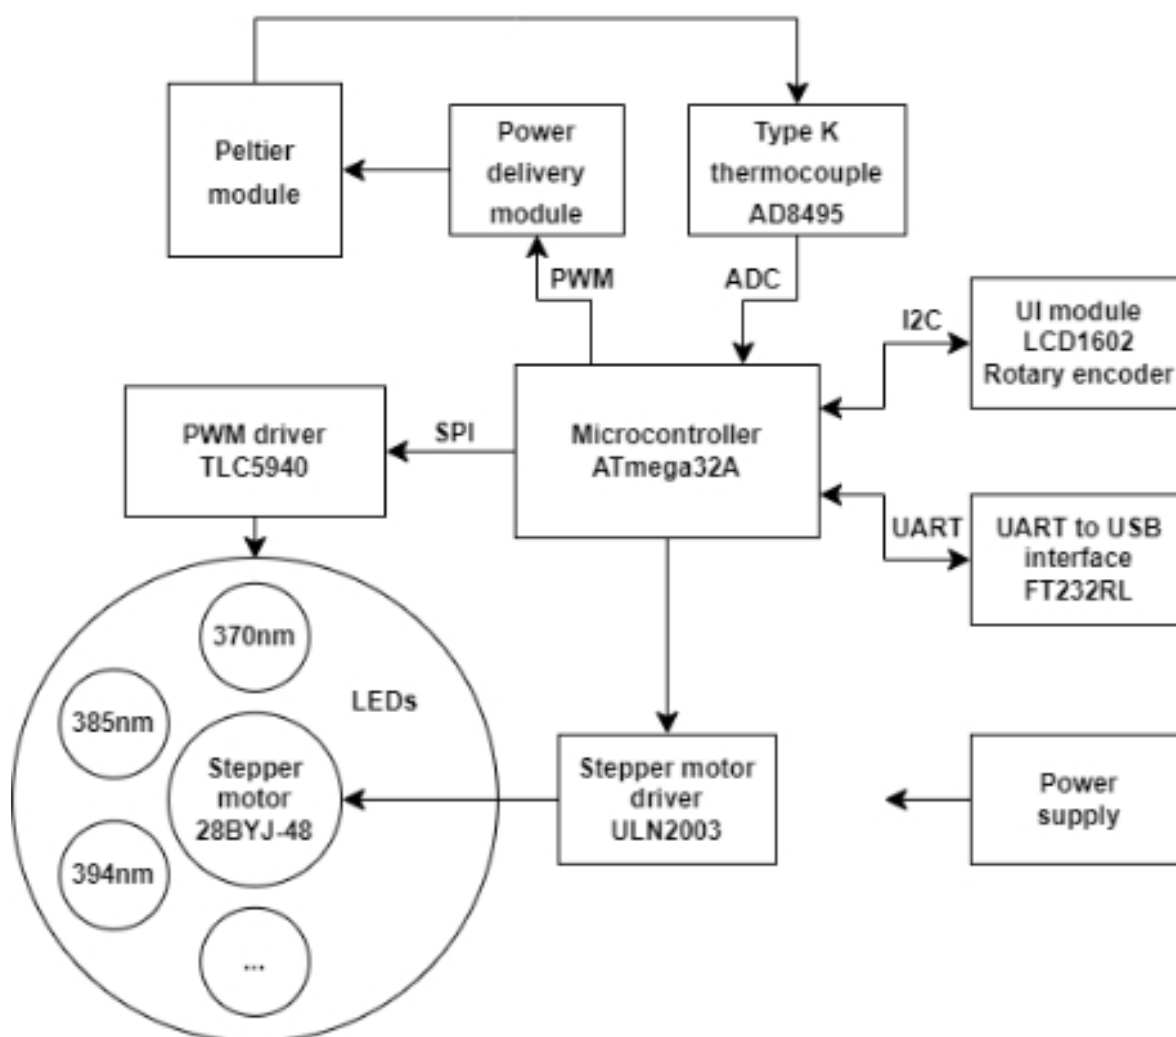 Peltier
module
Power
delivery
module
Type K
thermocouple
AD8495
PWM
ADC
I2C
UI module
LCD1602
Rotary encoder
PWM driver
TLC5940
SPI
Microcontroller
ATmega32A
UART
UART to USB
interface
FT232RL
370nm
385nm
LEDs
Stepper
motor
28BYJ-48
394nm
...
Stepper motor
driver
ULN2003
Power
supply